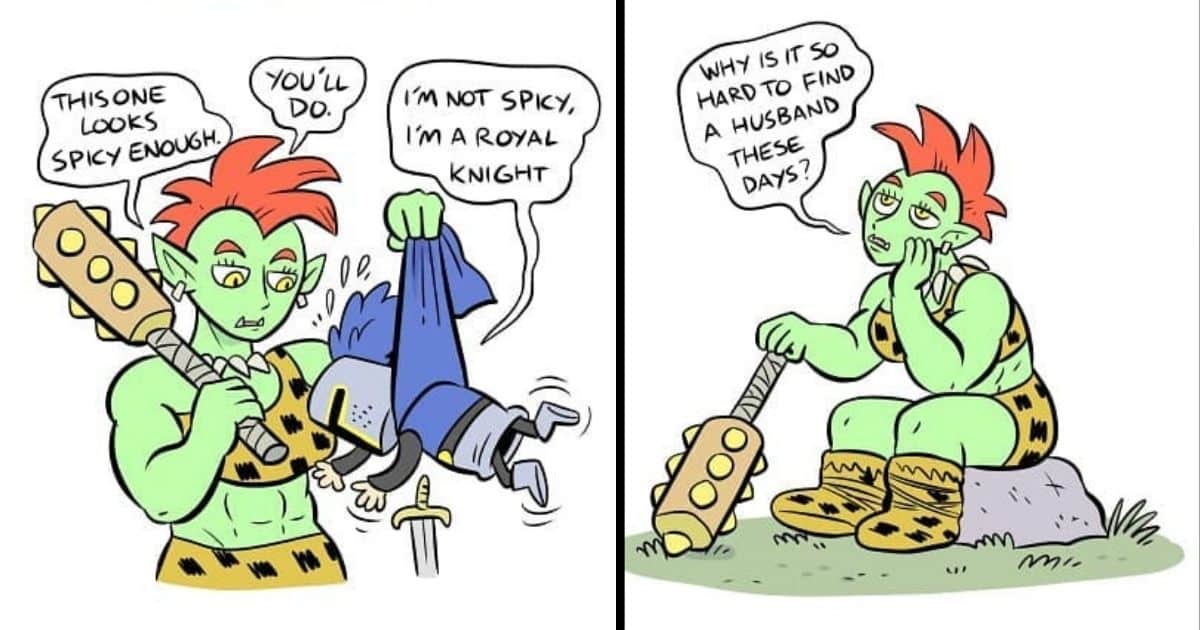 THIS ONE
LOOKS
SPICY ENOUGH.
YOU'LL
DO.
I'M NOT SPICY,
I'M A ROYAL
KNIGHT
WHY IS IT SO
HARD TO FIND
A HUSBAND
THESE
DAYS?